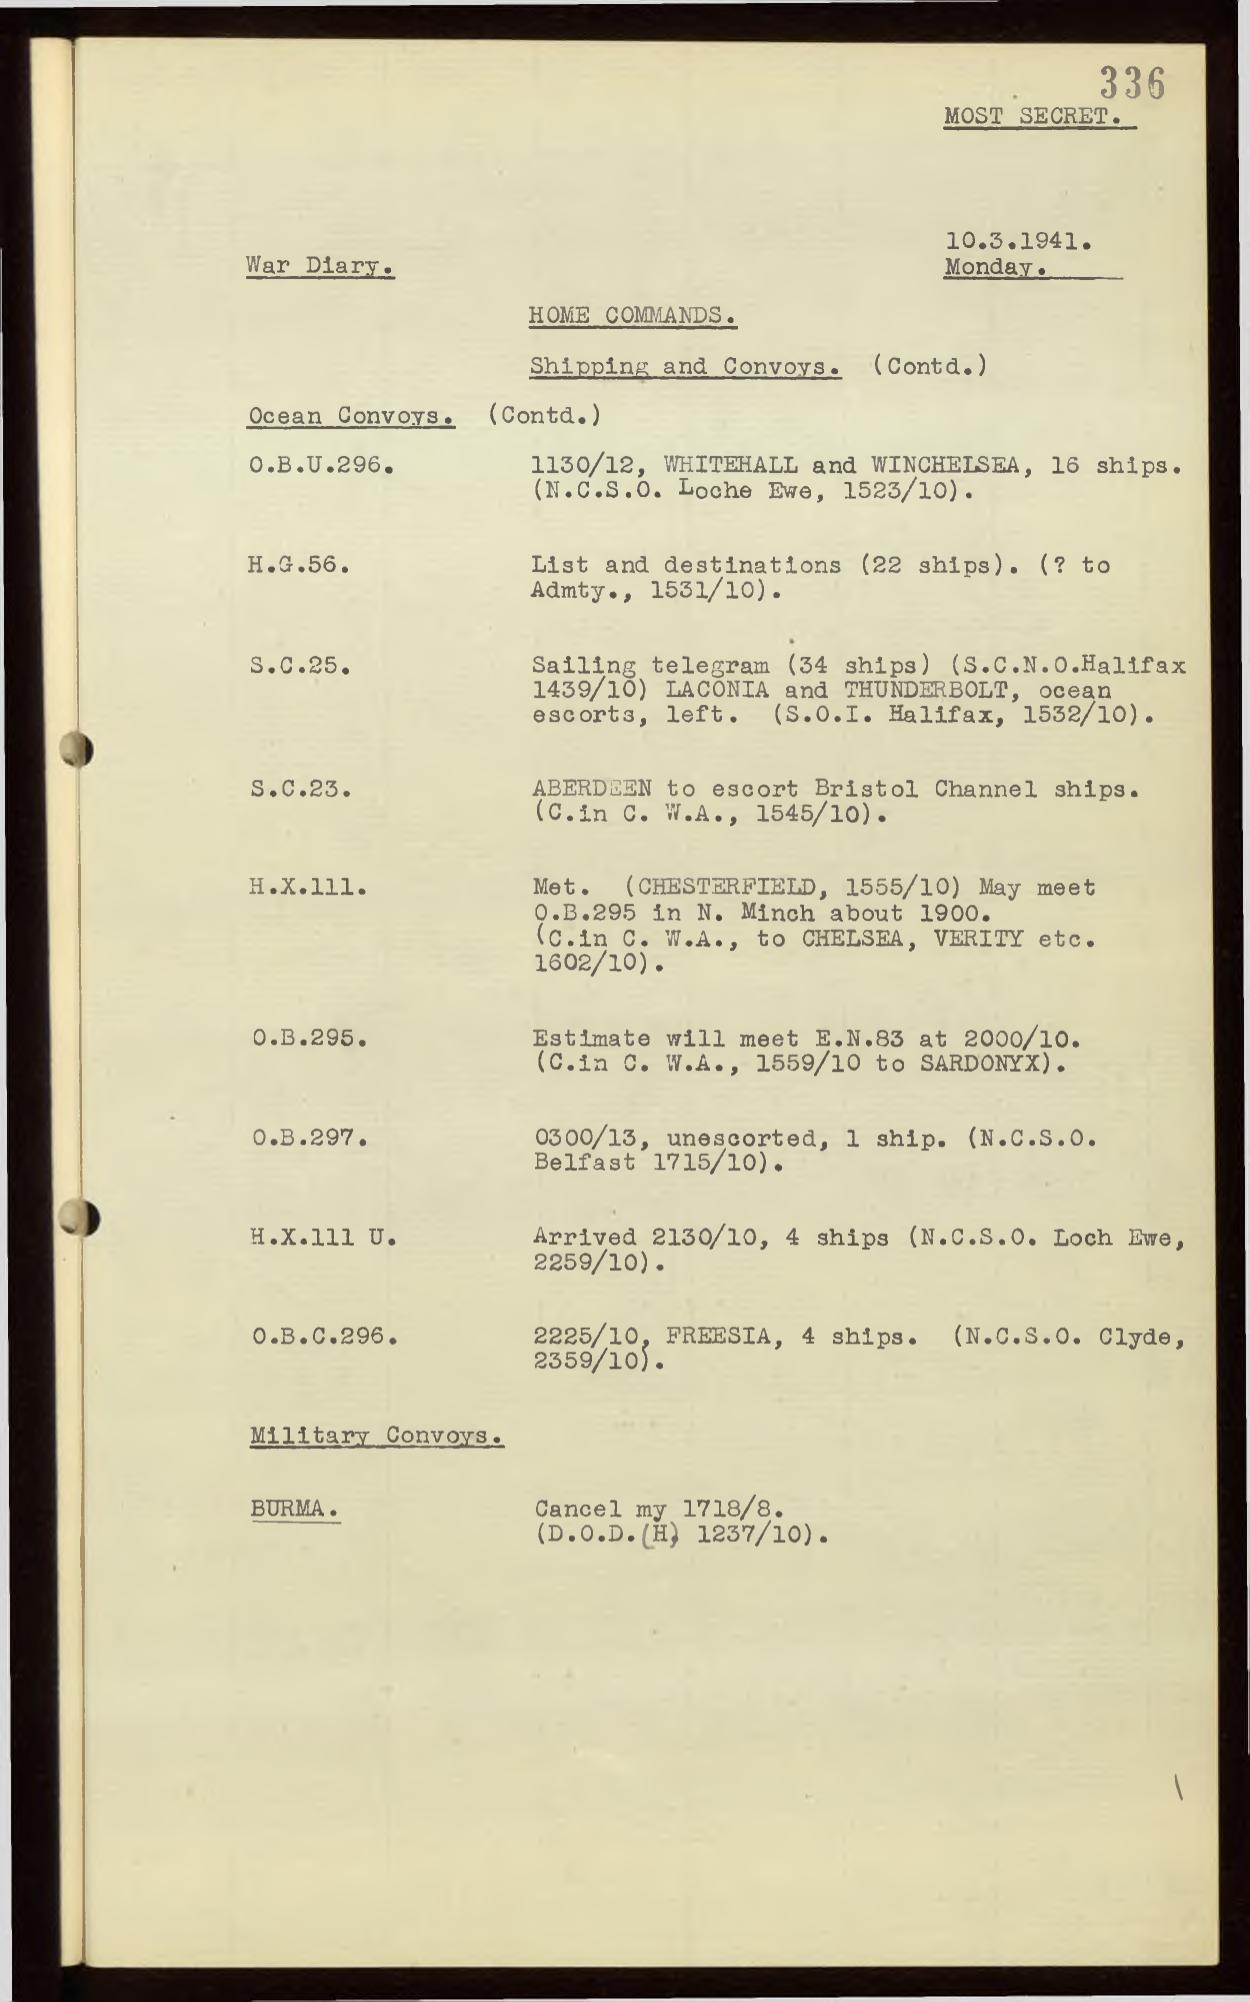 336
MOST SECRET.
10.3.1941.
War Diary. Monday.
HOME COMMANDS.
Shipping and Convoys. (Contd.)
Ocean Convoys. (Contd.)
O.B.U.296. 1130/12, WHITEHALL and WINCHELSEA, 16 ships.
(N.C.S.O. Loche Ewe, 1523/10).
H.G.56. List and destinations (22 ships). (? to
Admty., 1531/10).
S.C.25. Sailing telegram (34 ships) (S.C.N.O.Halifax
1439/10) LACONIA and THUNDERBOLT, ocean
escorts, left. (S.O.I. Halifax, 1532/10).
S.C.23. ABERDEEN to escort Bristol Channel ships.
(C.in C. W.A., 1545/10).
H.X.111. Met. (CHESTERFIELD, 1555/10) May meet
O.B.295 in N. Minch about 1900.
(C.in C. W.A., to CHELSEA, VERITY etc.
1602/10).
O.B.295. Estimate will meet E.N.83 at 2000/10.
(C.in C. W.A., 1559/10 to SARDONYX).
O.B.297. 0300/13, unescorted, 1 ship. (N.C.S.O.
Belfast 1715/10).
H.X.111 U. Arrived 2130/10, 4 ships (N.C.S.O. Loch Ewe,
2259/10).
O.B.C.296. 2225/10, FREESIA, 4 ships. (N.C.S.O. Clyde,
2359/10).
Military Convoys.
BURMA. Cancel my 1718/8.
(D.O.D.(H) 1237/10).